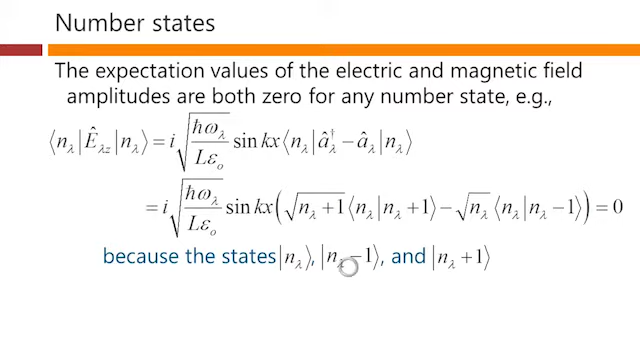 Number states
The expectation values of the electric and magnetic field
amplitudes are both zero for any number state, e.g.,
⟨n_λ|Ê_λz|n_λ⟩ = i√(ħω_λ/Lε_o) sin kx⟨n_λ|â_λ^† − â_λ|n_λ⟩
= i√(ħω_λ/Lε_o) sin kx(√(n_λ+1)⟨n_λ|n_λ+1⟩ − √n_λ⟨n_λ|n_λ−1⟩) = 0
because the states |n_λ⟩, |n_λ−1⟩, and |n_λ+1⟩